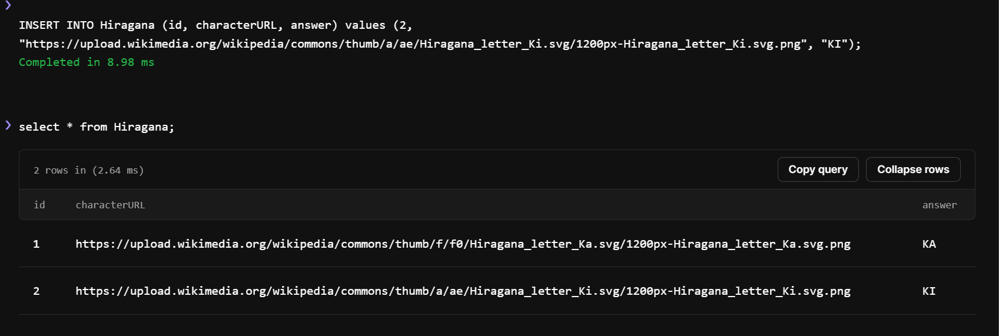 ❯
INSERT INTO Hiragana (id, characterURL, answer) values (2,
"https://upload.wikimedia.org/wikipedia/commons/thumb/a/ae/Hiragana_letter_Ki.svg/1200px-Hiragana_letter_Ki.svg.png", "KI");
Completed in 8.98 ms
❯ select * from Hiragana;
2 rows in (2.64 ms) Copy query Collapse rows
id characterURL answer
1 https://upload.wikimedia.org/wikipedia/commons/thumb/f/f0/Hiragana_letter_Ka.svg/1200px-Hiragana_letter_Ka.svg.png KA
2 https://upload.wikimedia.org/wikipedia/commons/thumb/a/ae/Hiragana_letter_Ki.svg/1200px-Hiragana_letter_Ki.svg.png KI